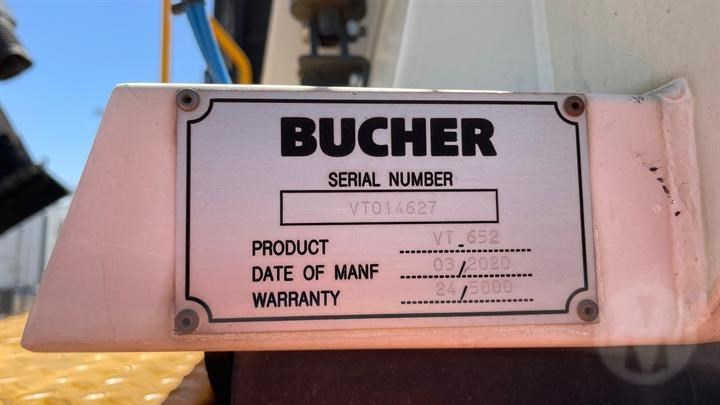 BUCHER
SERIAL NUMBER
VT014627
PRODUCT VT 652
DATE OF MANF 03/2020
WARRANTY 24/5000